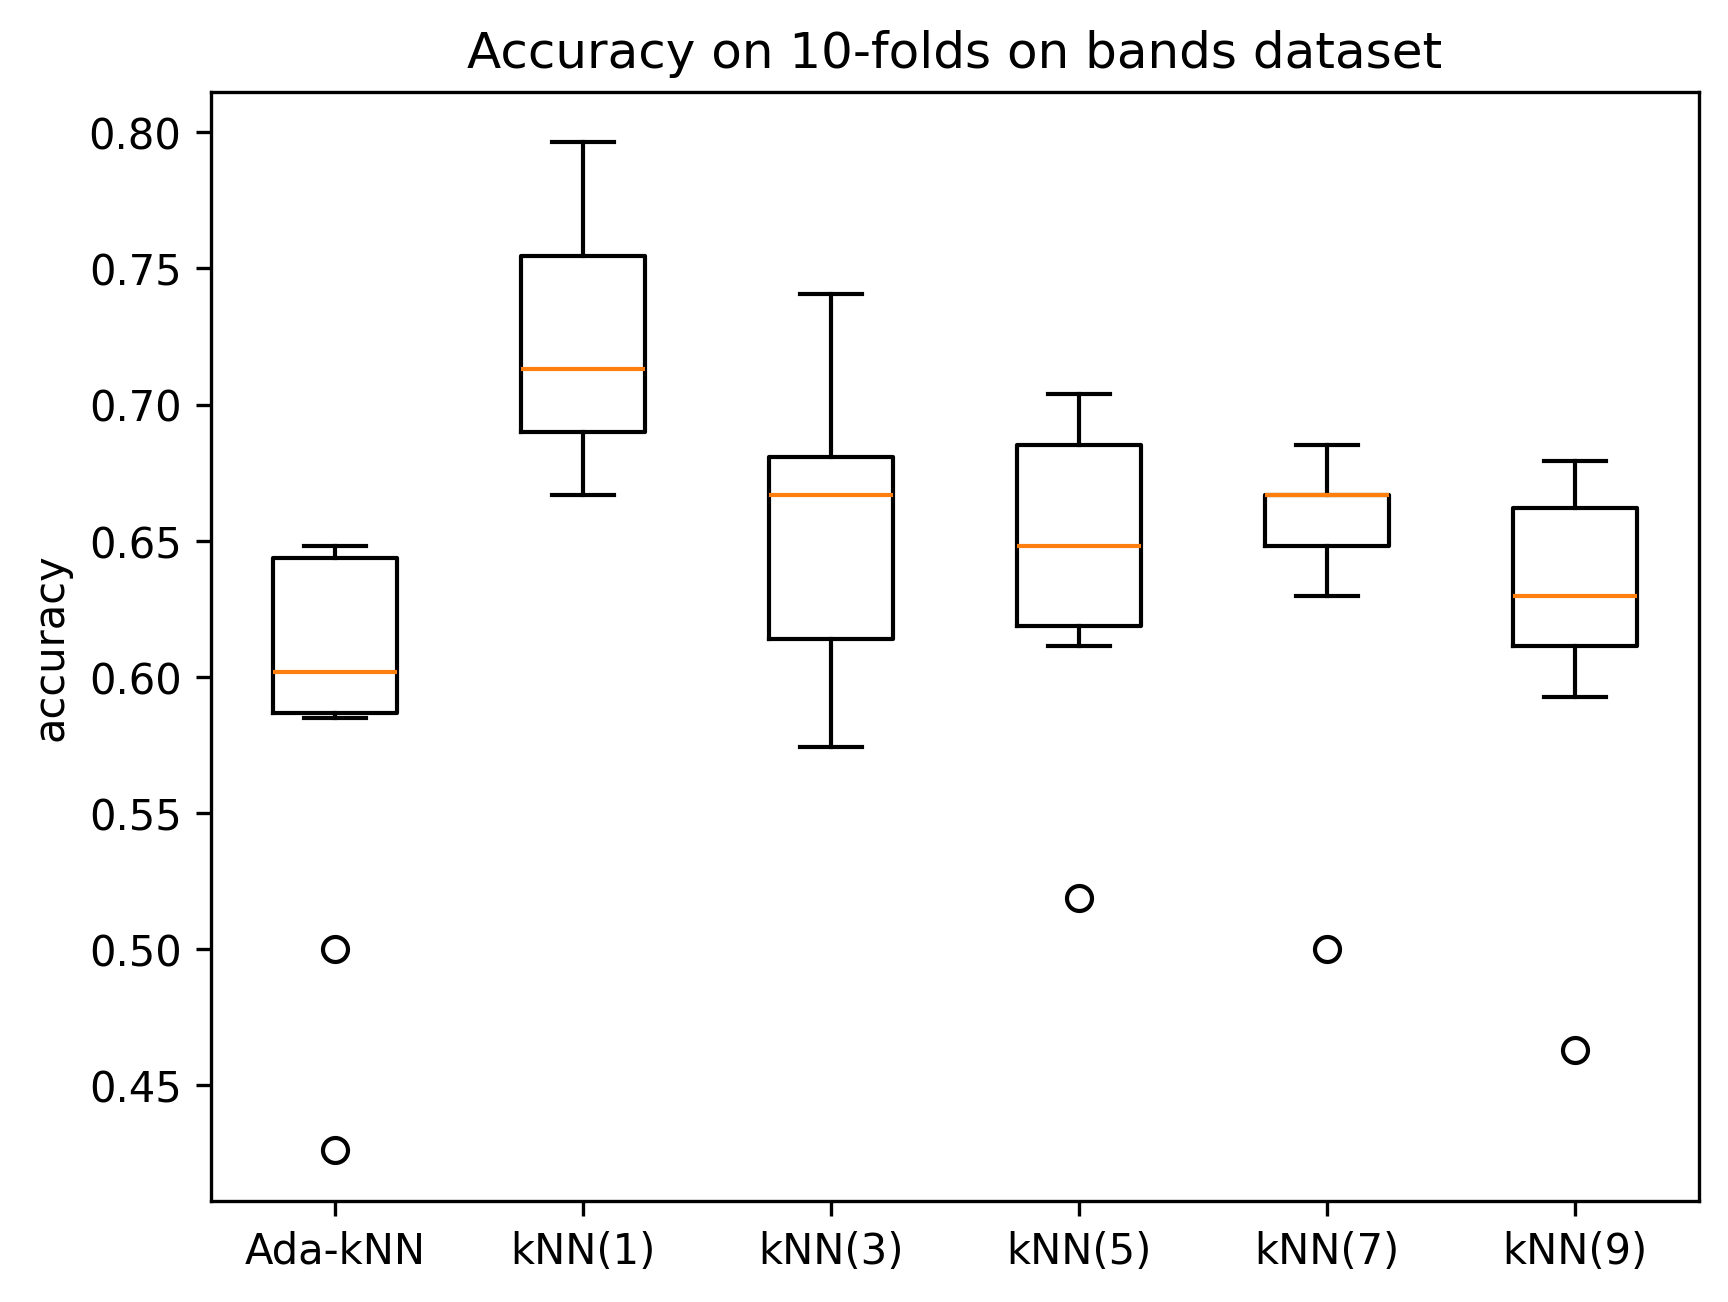 Accuracy on 10-folds on bands dataset
0.80
0.75
0.70
0.65
0.60
0.55
0.50
0.45
accuracy
Ada-kNN kNN(1) kNN(3) kNN(5) kNN(7) kNN(9)